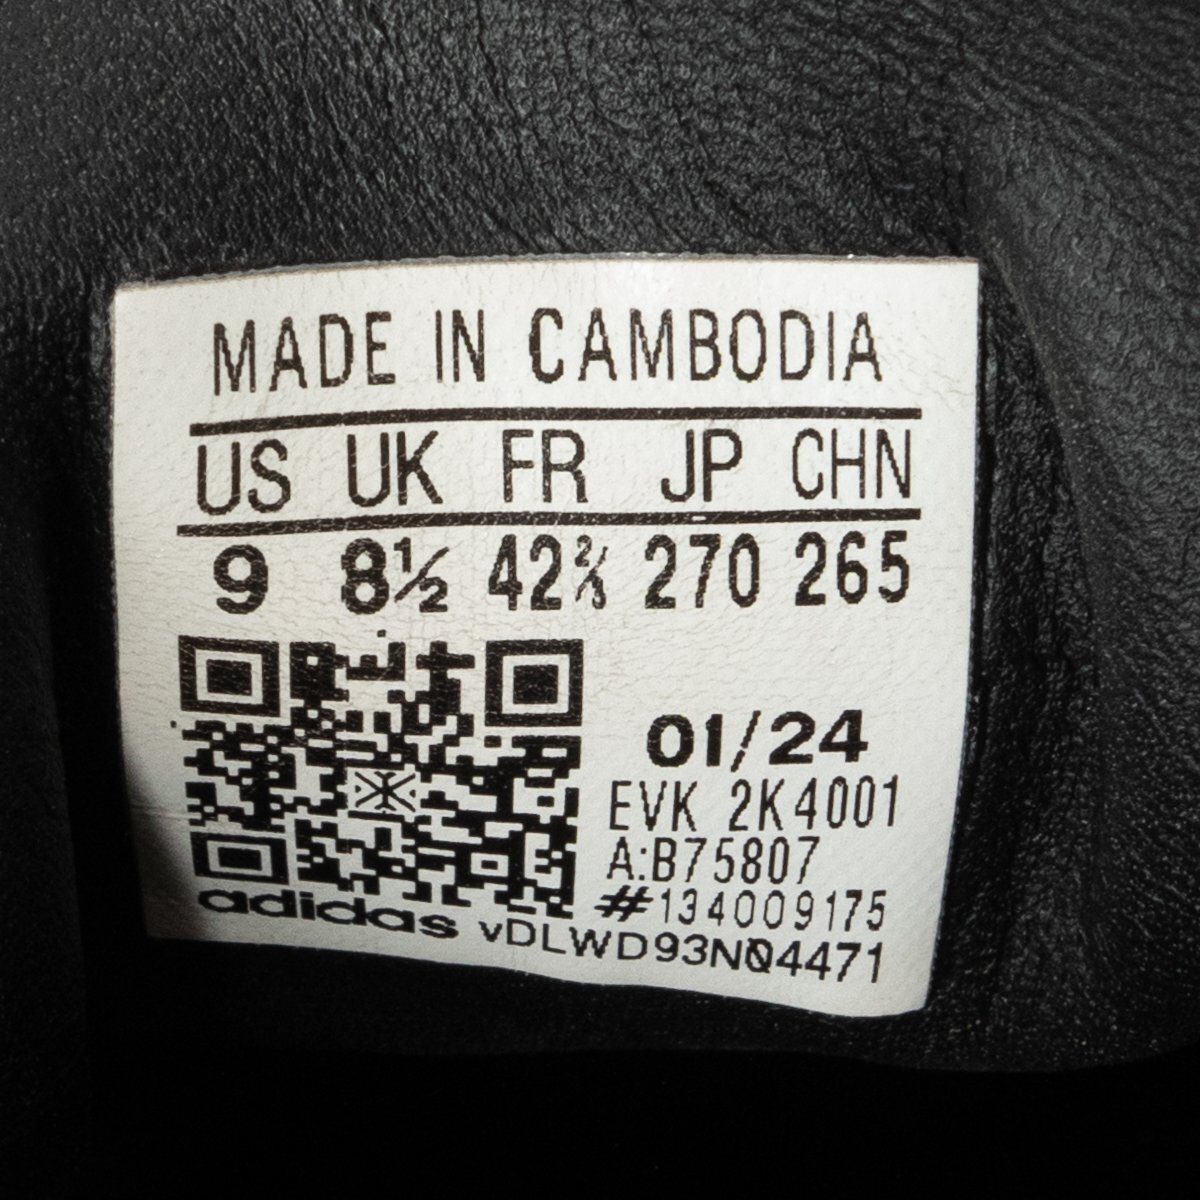 MADE IN CAMBODIA
US UK FR JP CHN
9 8½ 42⅔ 270 265
01/24
EVK 2K4001
A:B75807
#134009175
adidas vDLWD93N04471